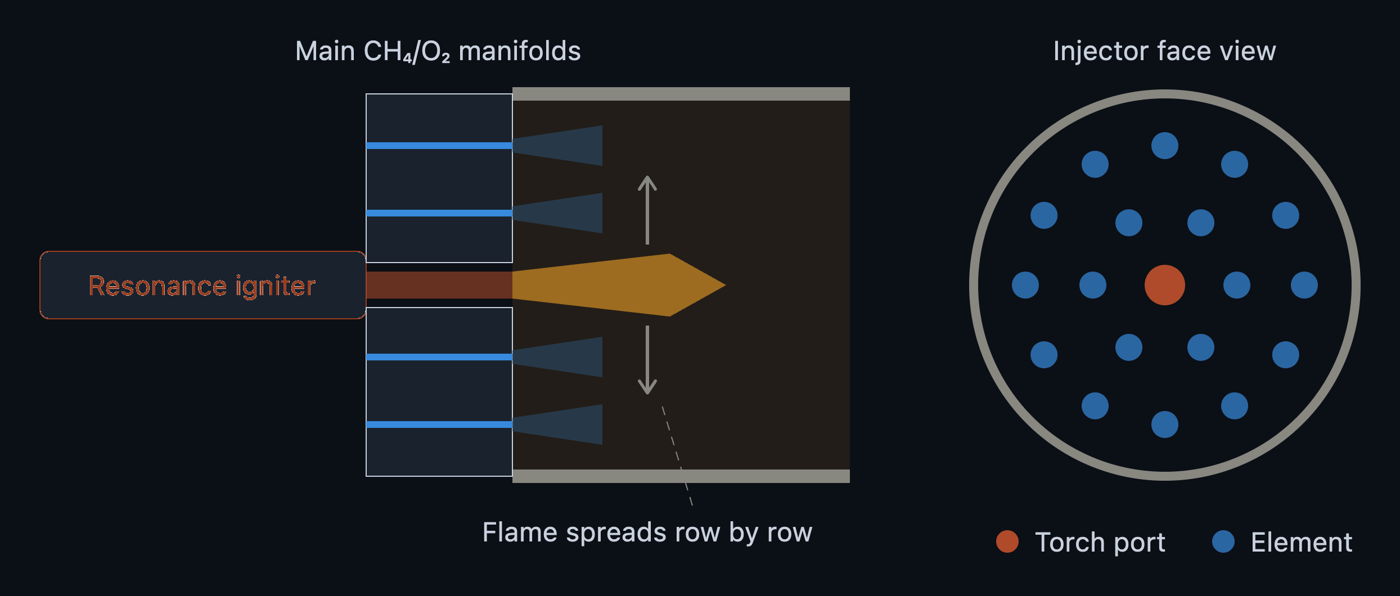 Main CH₄/O₂ manifolds
Injector face view
Resonance igniter
Flame spreads row by row
Torch port
Element